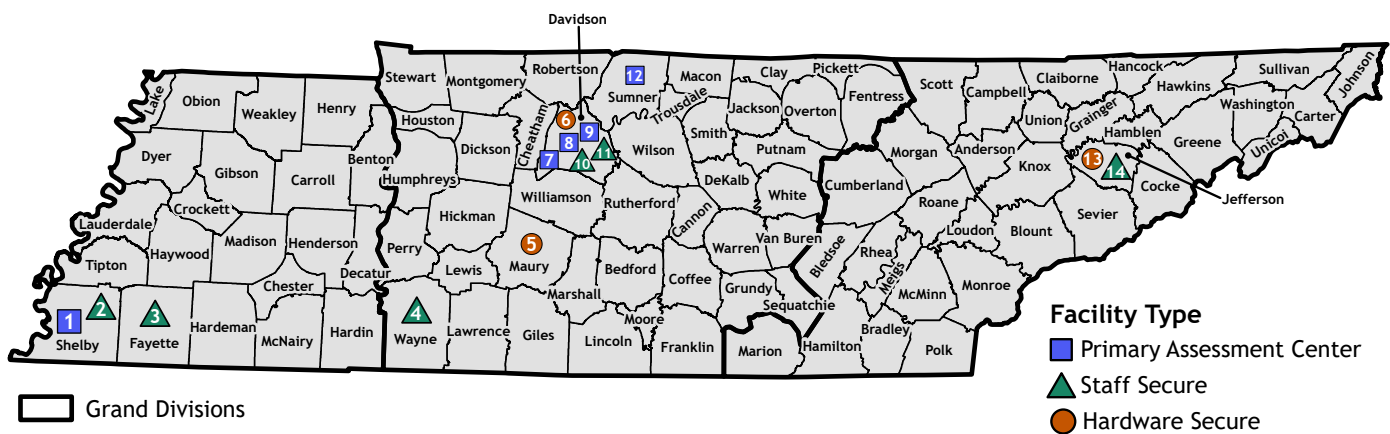 Davidson
Stewart
Montgomery
Robertson
12
Sumner
Macon
Clay
Pickett
Scott
Campbell
Claiborne
Hancock
Hawkins
Sullivan
Johnson
Lake
Obion
Weakley
Henry
Houston
Dickson
Cheatham
6
9
8
7
10
11
Trousdale
Wilson
Smith
Jackson
Overton
Fentress
Putnam
Union
Grainger
Hamblen
Washington
Carter
Unicoi
Greene
Dyer
Gibson
Carroll
Benton
Humphreys
Williamson
Rutherford
Cannon
DeKalb
White
Cumberland
Morgan
Anderson
Knox
13
14
Cocke
Jefferson
Lauderdale
Crockett
Haywood
Madison
Henderson
Decatur
Perry
Hickman
Lewis
5
Maury
Bedford
Coffee
Warren
Van Buren
Bledsoe
Rhea
Meigs
Roane
Loudon
Blount
Sevier
Monroe
McMinn
Tipton
Chester
Marshall
Moore
Grundy
Sequatchie
1
2
Shelby
3
Fayette
Hardeman
McNairy
Hardin
4
Wayne
Lawrence
Giles
Lincoln
Franklin
Marion
Hamilton
Bradley
Polk
Facility Type
Primary Assessment Center
Staff Secure
Hardware Secure
Grand Divisions